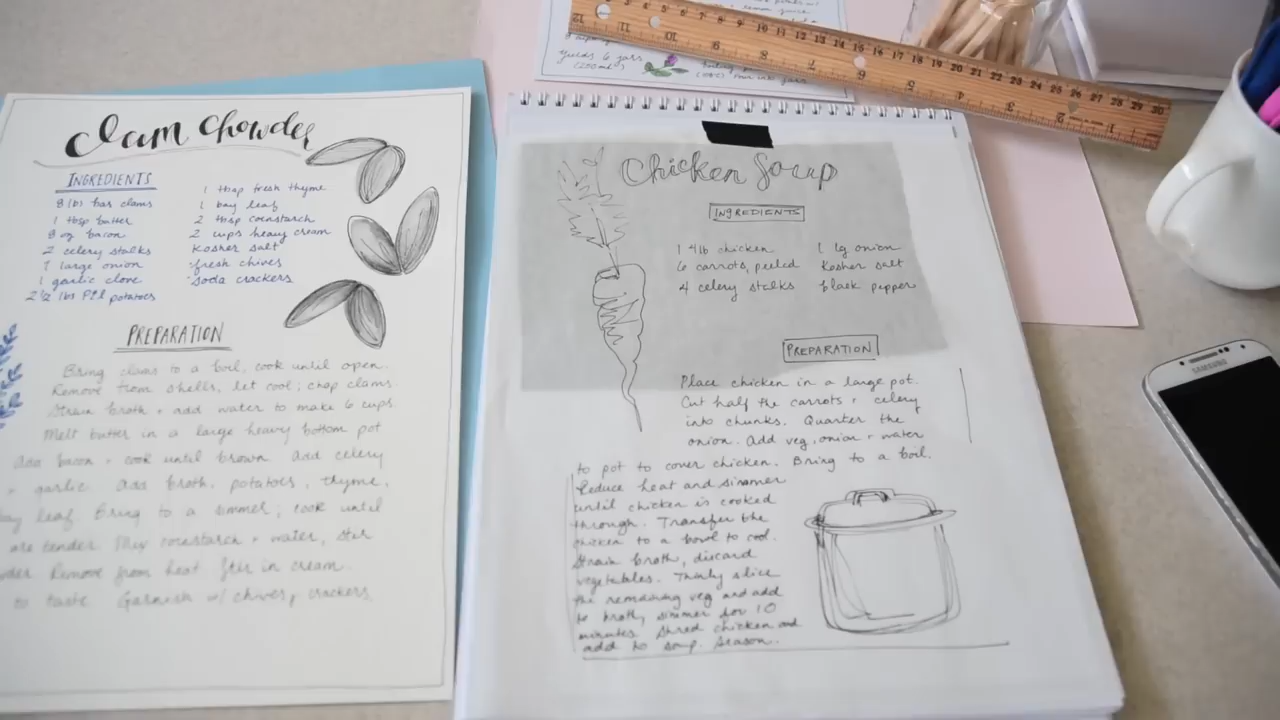 Clam Chowder
INGREDIENTS
8 lbs bar clams
1 tbsp butter
8 oz bacon
2 celery stalks
1 large onion
1 garlic clove
2 1/2 lbs PEI potatoes
1 tbsp fresh thyme
1 bay leaf
2 tbsp cornstarch
2 cups heavy cream
Kosher salt
fresh chives
soda crackers
PREPARATION
Bring clams to a boil, cook until open.
Remove from shells, let cool; chop clams.
Strain broth + add water to make 6 cups
Melt butter in a large heavy bottom pot
Add bacon + cook until brown Add celery
+ garlic. Add broth, potatoes, thyme,
bay leaf. Bring to a simmer, cook until
are tender. Mix cornstarch + water, stir
Remove from heat Stir in cream.
to taste Garnish w/ chives, crackers
Yields 6 jars
(250mL)
Chicken Soup
INGREDIENTS
1 4lb chicken
6 carrots, peeled
4 celery stalks
1 lg onion
Kosher salt
black pepper
PREPARATION
Place chicken in a large pot.
Cut half the carrots + celery
into chunks. Quarter the
onion. Add veg, onion + water
to pot to cover chicken. Bring to a boil.
Reduce heat and simmer
until chicken is cooked
through. Transfer the
chicken to a bowl to cool.
Strain broth, discard
vegetables. Thinly slice
the remaining veg and add
to broth, simmer for 10
minutes. Shred chicken and
add to soup. Season.
SAMSUNG